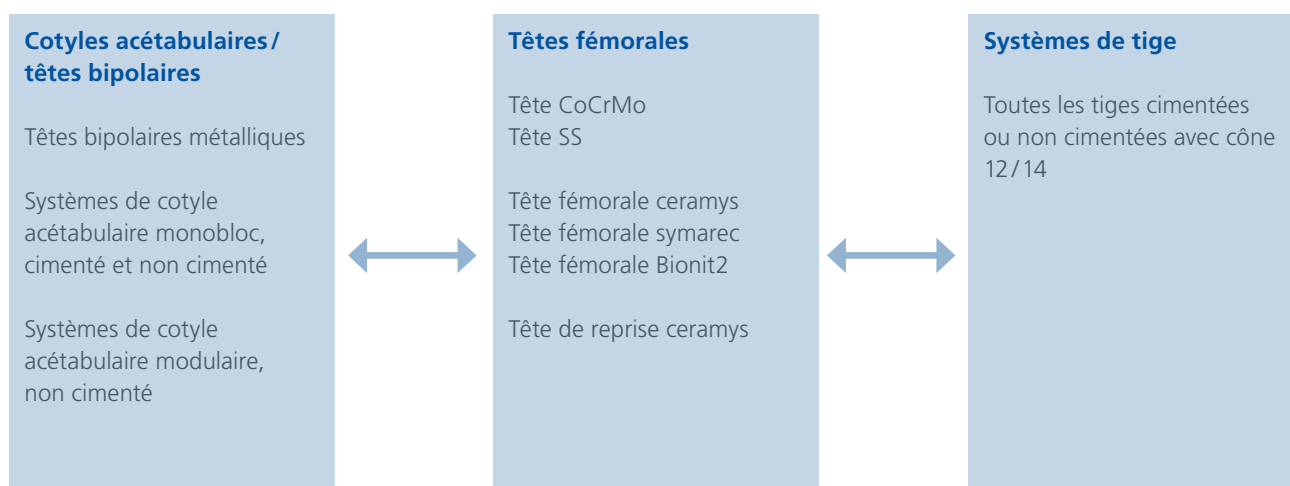 Cotyles acétabulaires/
têtes bipolaires
Têtes bipolaires métalliques
Systèmes de cotyle
acétabulaire monobloc,
cimenté et non cimenté
Systèmes de cotyle
acétabulaire modulaire,
non cimenté
Têtes fémorales
Tête CoCrMo
Tête SS
Tête fémorale ceramys
Tête fémorale symarec
Tête fémorale Bionit2
Tête de reprise ceramys
Systèmes de tige
Toutes les tiges cimentées
ou non cimentées avec cône
12/14